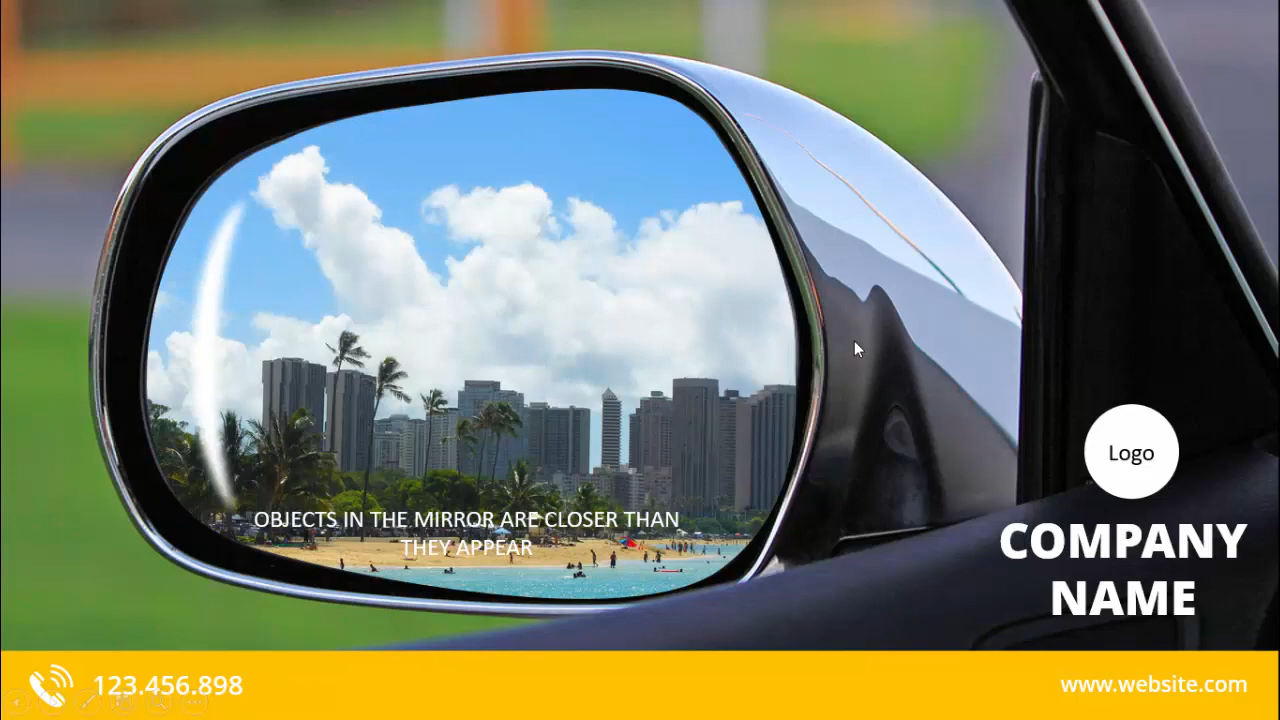 OBJECTS IN THE MIRROR ARE CLOSER THAN
THEY APPEAR
Logo
COMPANY
NAME
123.456.898
www.website.com